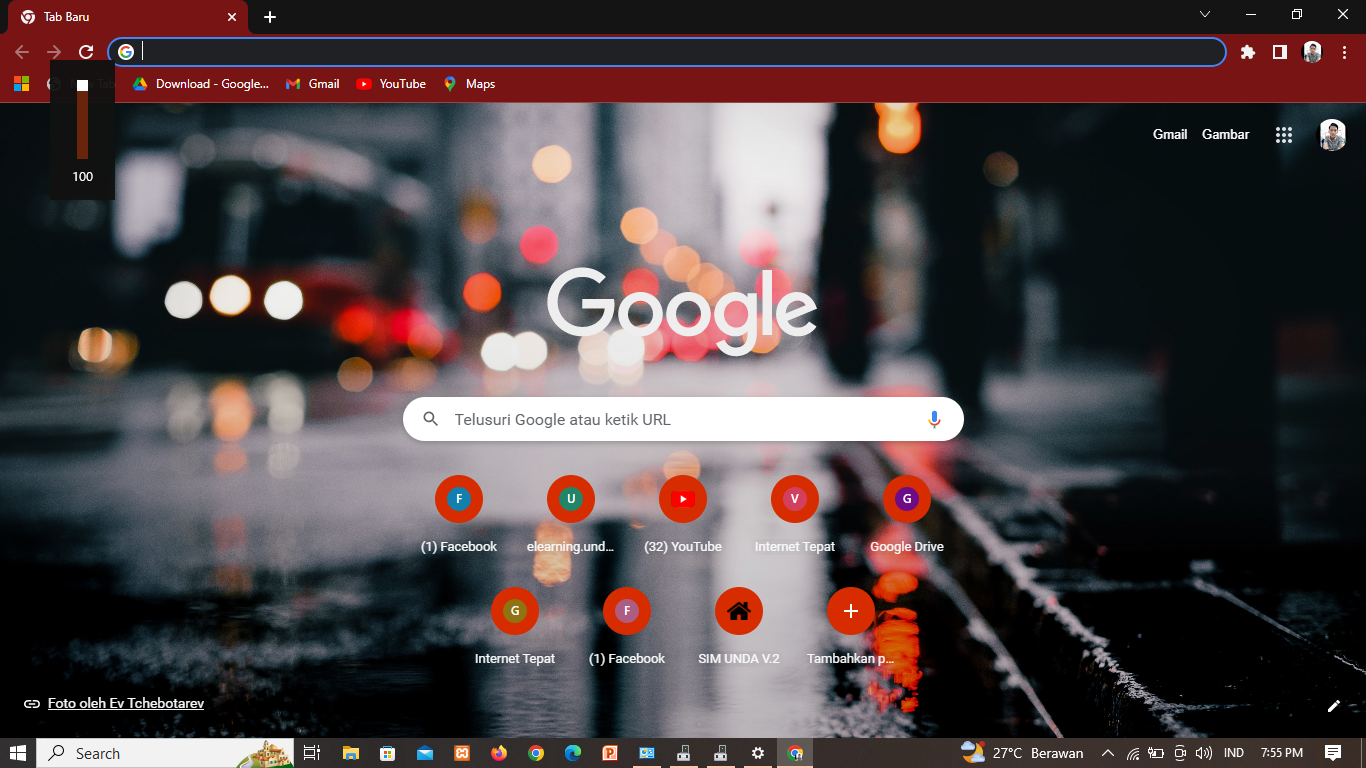 Tab Baru
Download - Google...
Gmail
YouTube
Maps
100
Gmail
Gambar
Google
Telusuri Google atau ketik URL
F
U
V
G
(1) Facebook
elearning.und...
(32) YouTube
Internet Tepat
Google Drive
G
F
Internet Tepat
(1) Facebook
SIM UNDA V.2
Tambahkan p...
Foto oleh Ev Tchebotarev
Search
27°C Berawan
IND
7:55 PM